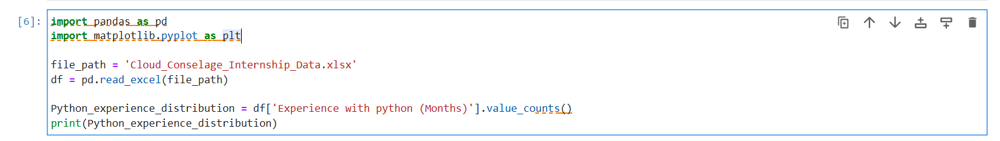 [6]: import pandas as pd
import matplotlib.pyplot as plt
file_path = 'Cloud_Conselage_Internship_Data.xlsx'
df = pd.read_excel(file_path)
Python_experience_distribution = df['Experience with python (Months)'].value_counts()
print(Python_experience_distribution)